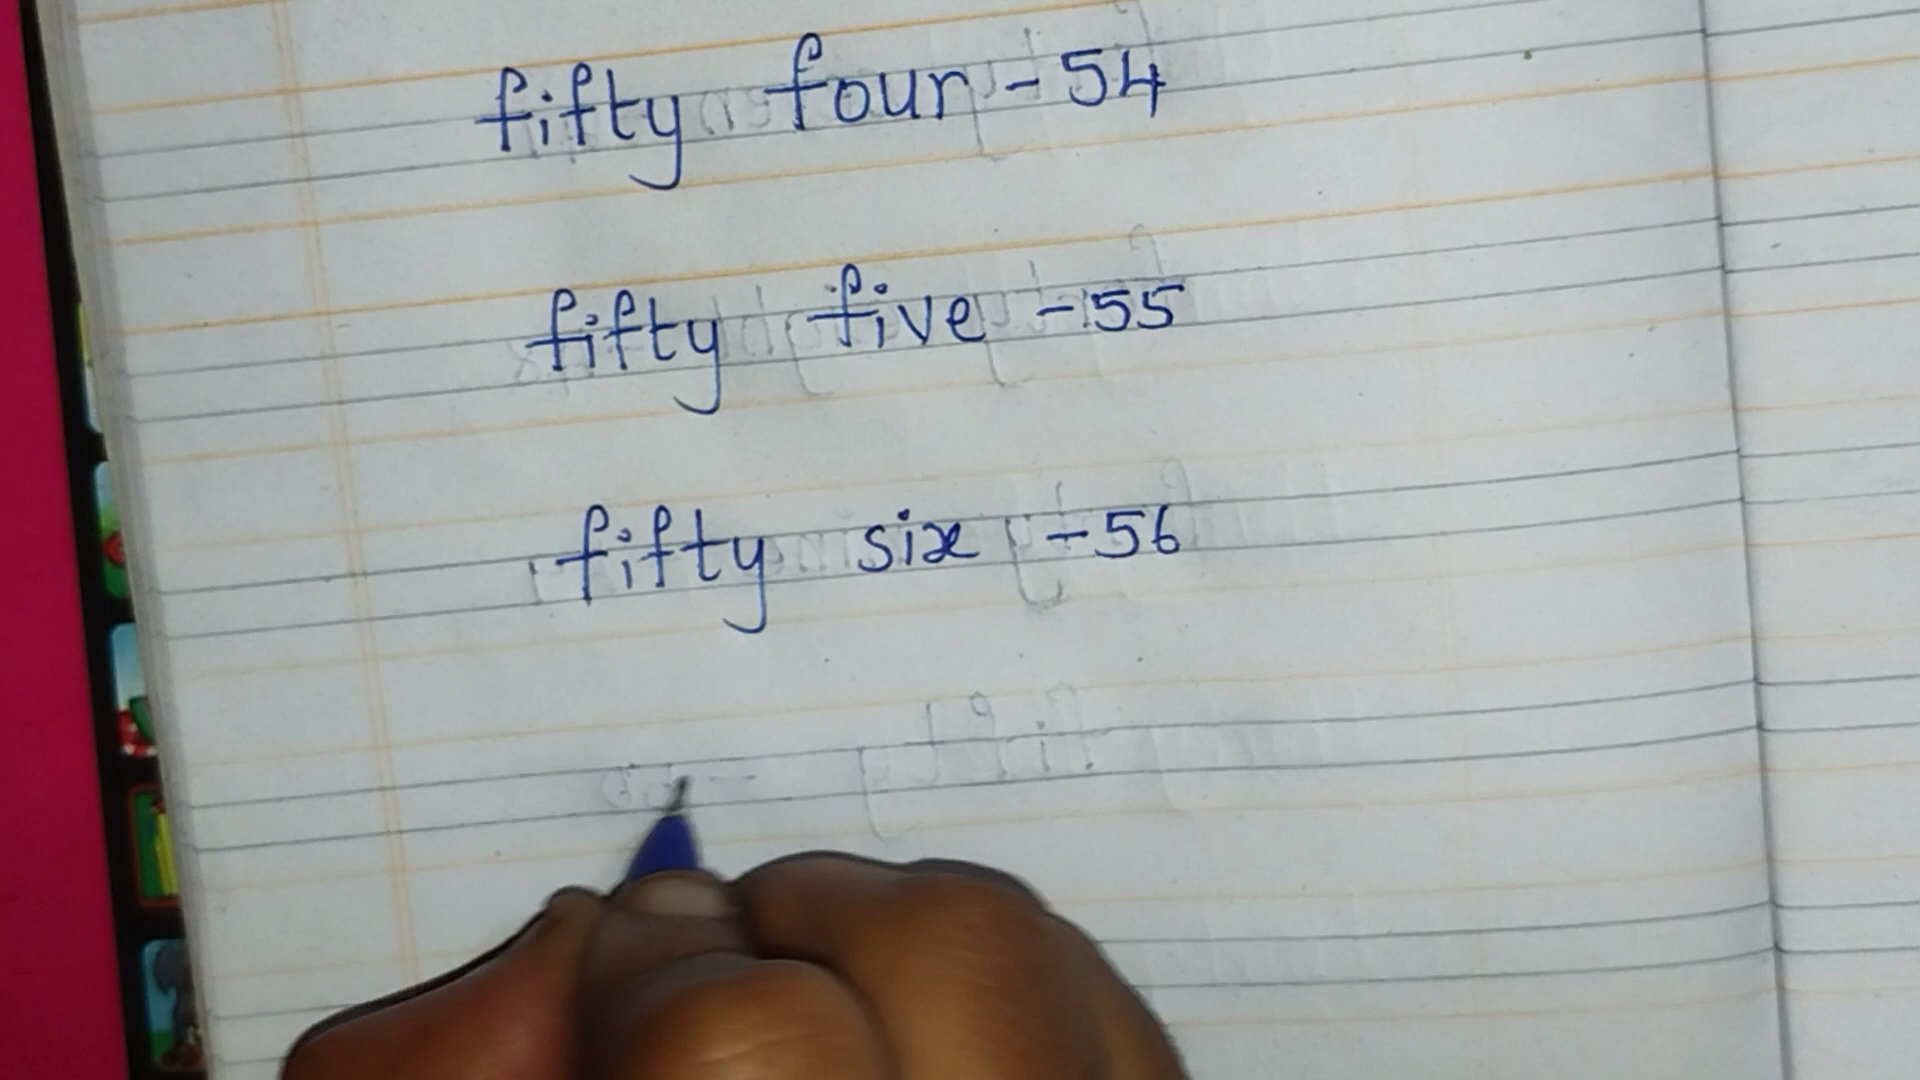 fifty four - 54
fifty five - 55
fifty six - 56